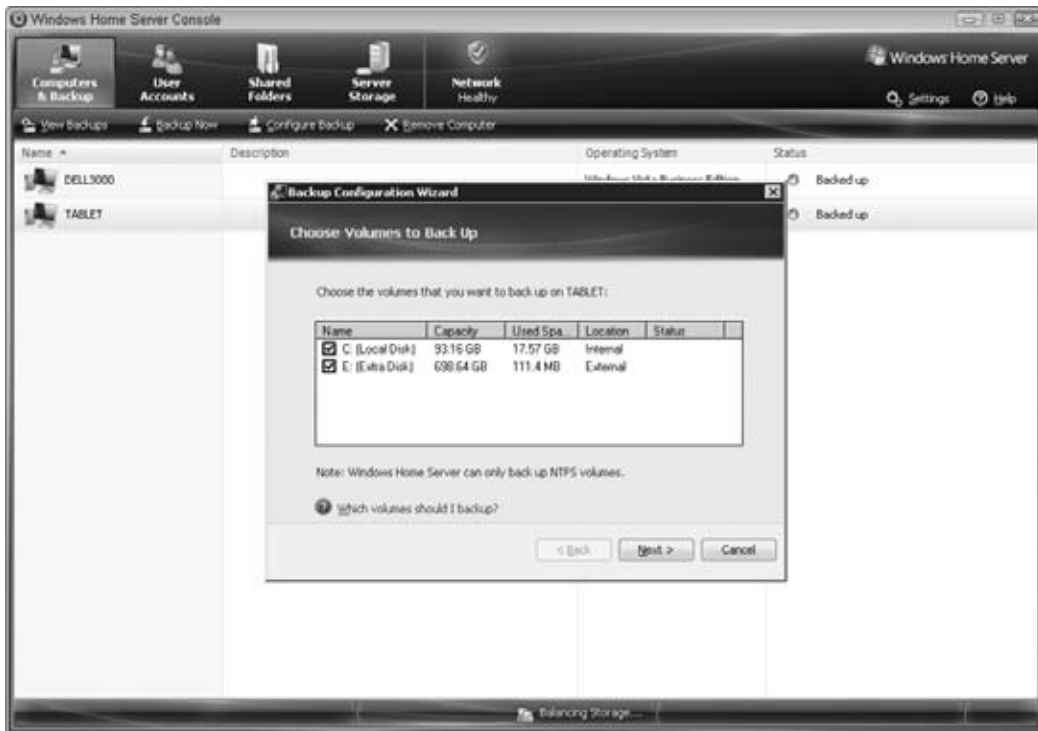 Windows Home Server Console
Computers & Backup
User Accounts
Shared Folders
Server Storage
Network Healthy
Windows Home Server
Settings
Help
View Backups
Backup Now
Configure Backup
Remove Computer
Name
Description
Operating System
Status
DELL3000
Windows Vista Business Edition
Backed up
TABLET
Backed up
Backup Configuration Wizard
Choose Volumes to Back Up
Choose the volumes that you want to back up on TABLET:
Name Capacity Used Spa... Location Status
C: (Local Disk) 93.16 GB 17.57 GB Internal
E: (Extra Disk) 698.64 GB 111.4 MB External
Note: Windows Home Server can only back up NTFS volumes.
Which volumes should I backup?
< Back
Next >
Cancel
Balancing Storage...